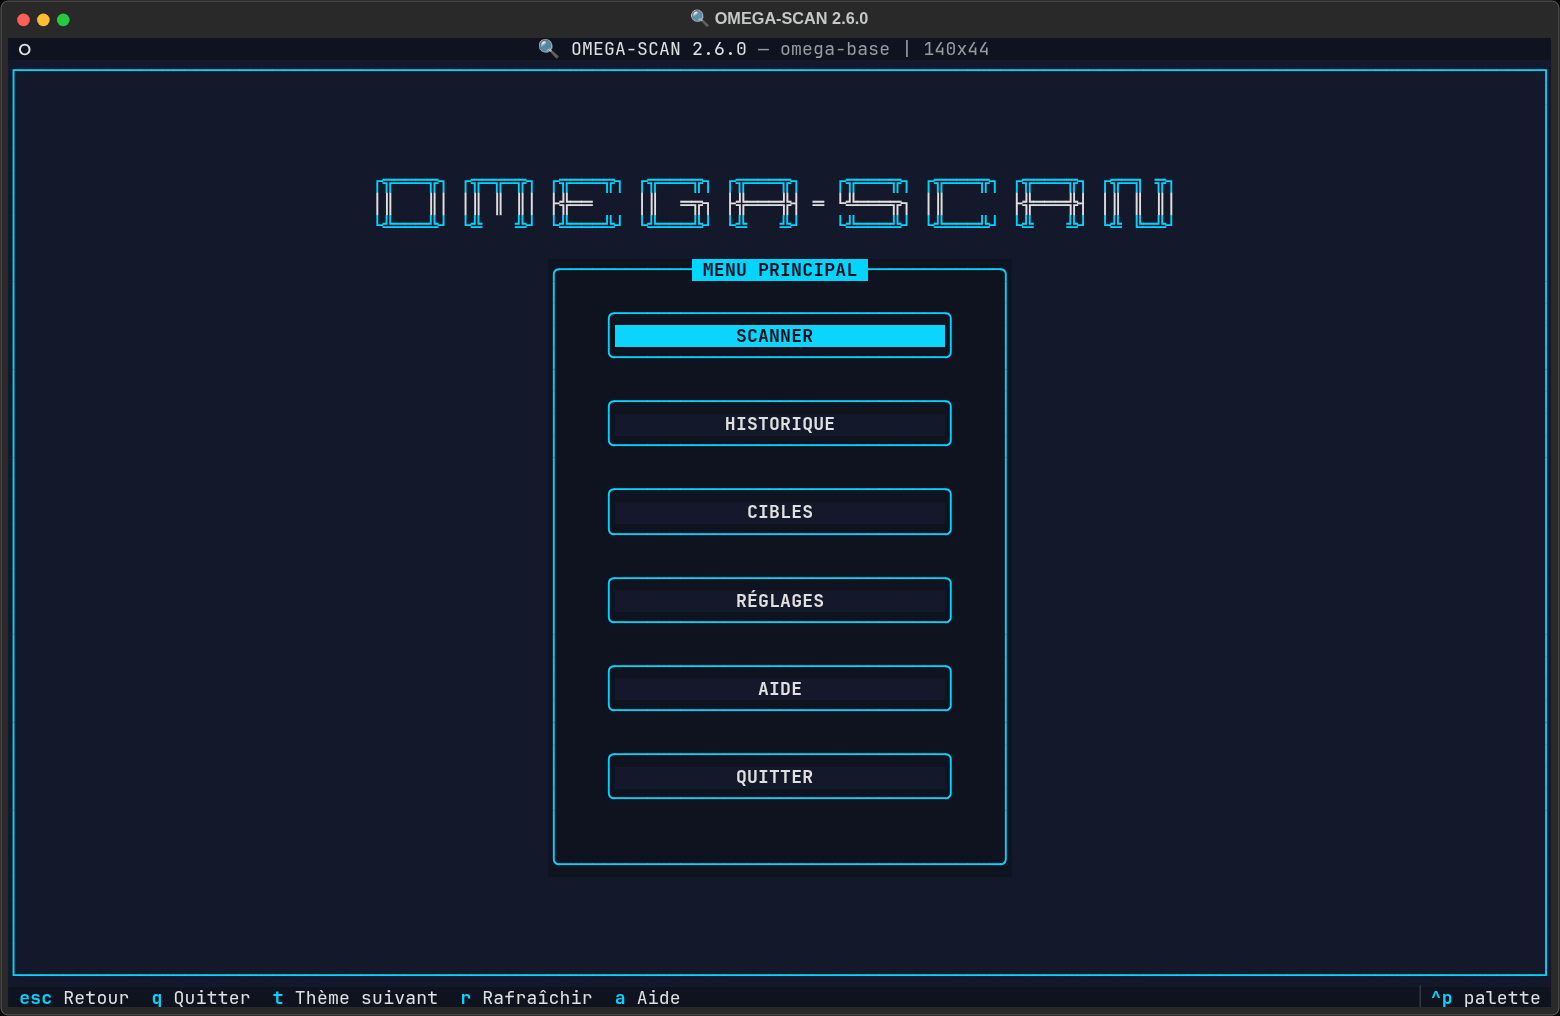 🔍 OMEGA-SCAN 2.6.0
🔍 OMEGA-SCAN 2.6.0 — omega-base | 140x44
OMEGA-SCAN
MENU PRINCIPAL
SCANNER
HISTORIQUE
CIBLES
RÉGLAGES
AIDE
QUITTER
esc Retour q Quitter t Thème suivant r Rafraîchir a Aide ^p palette